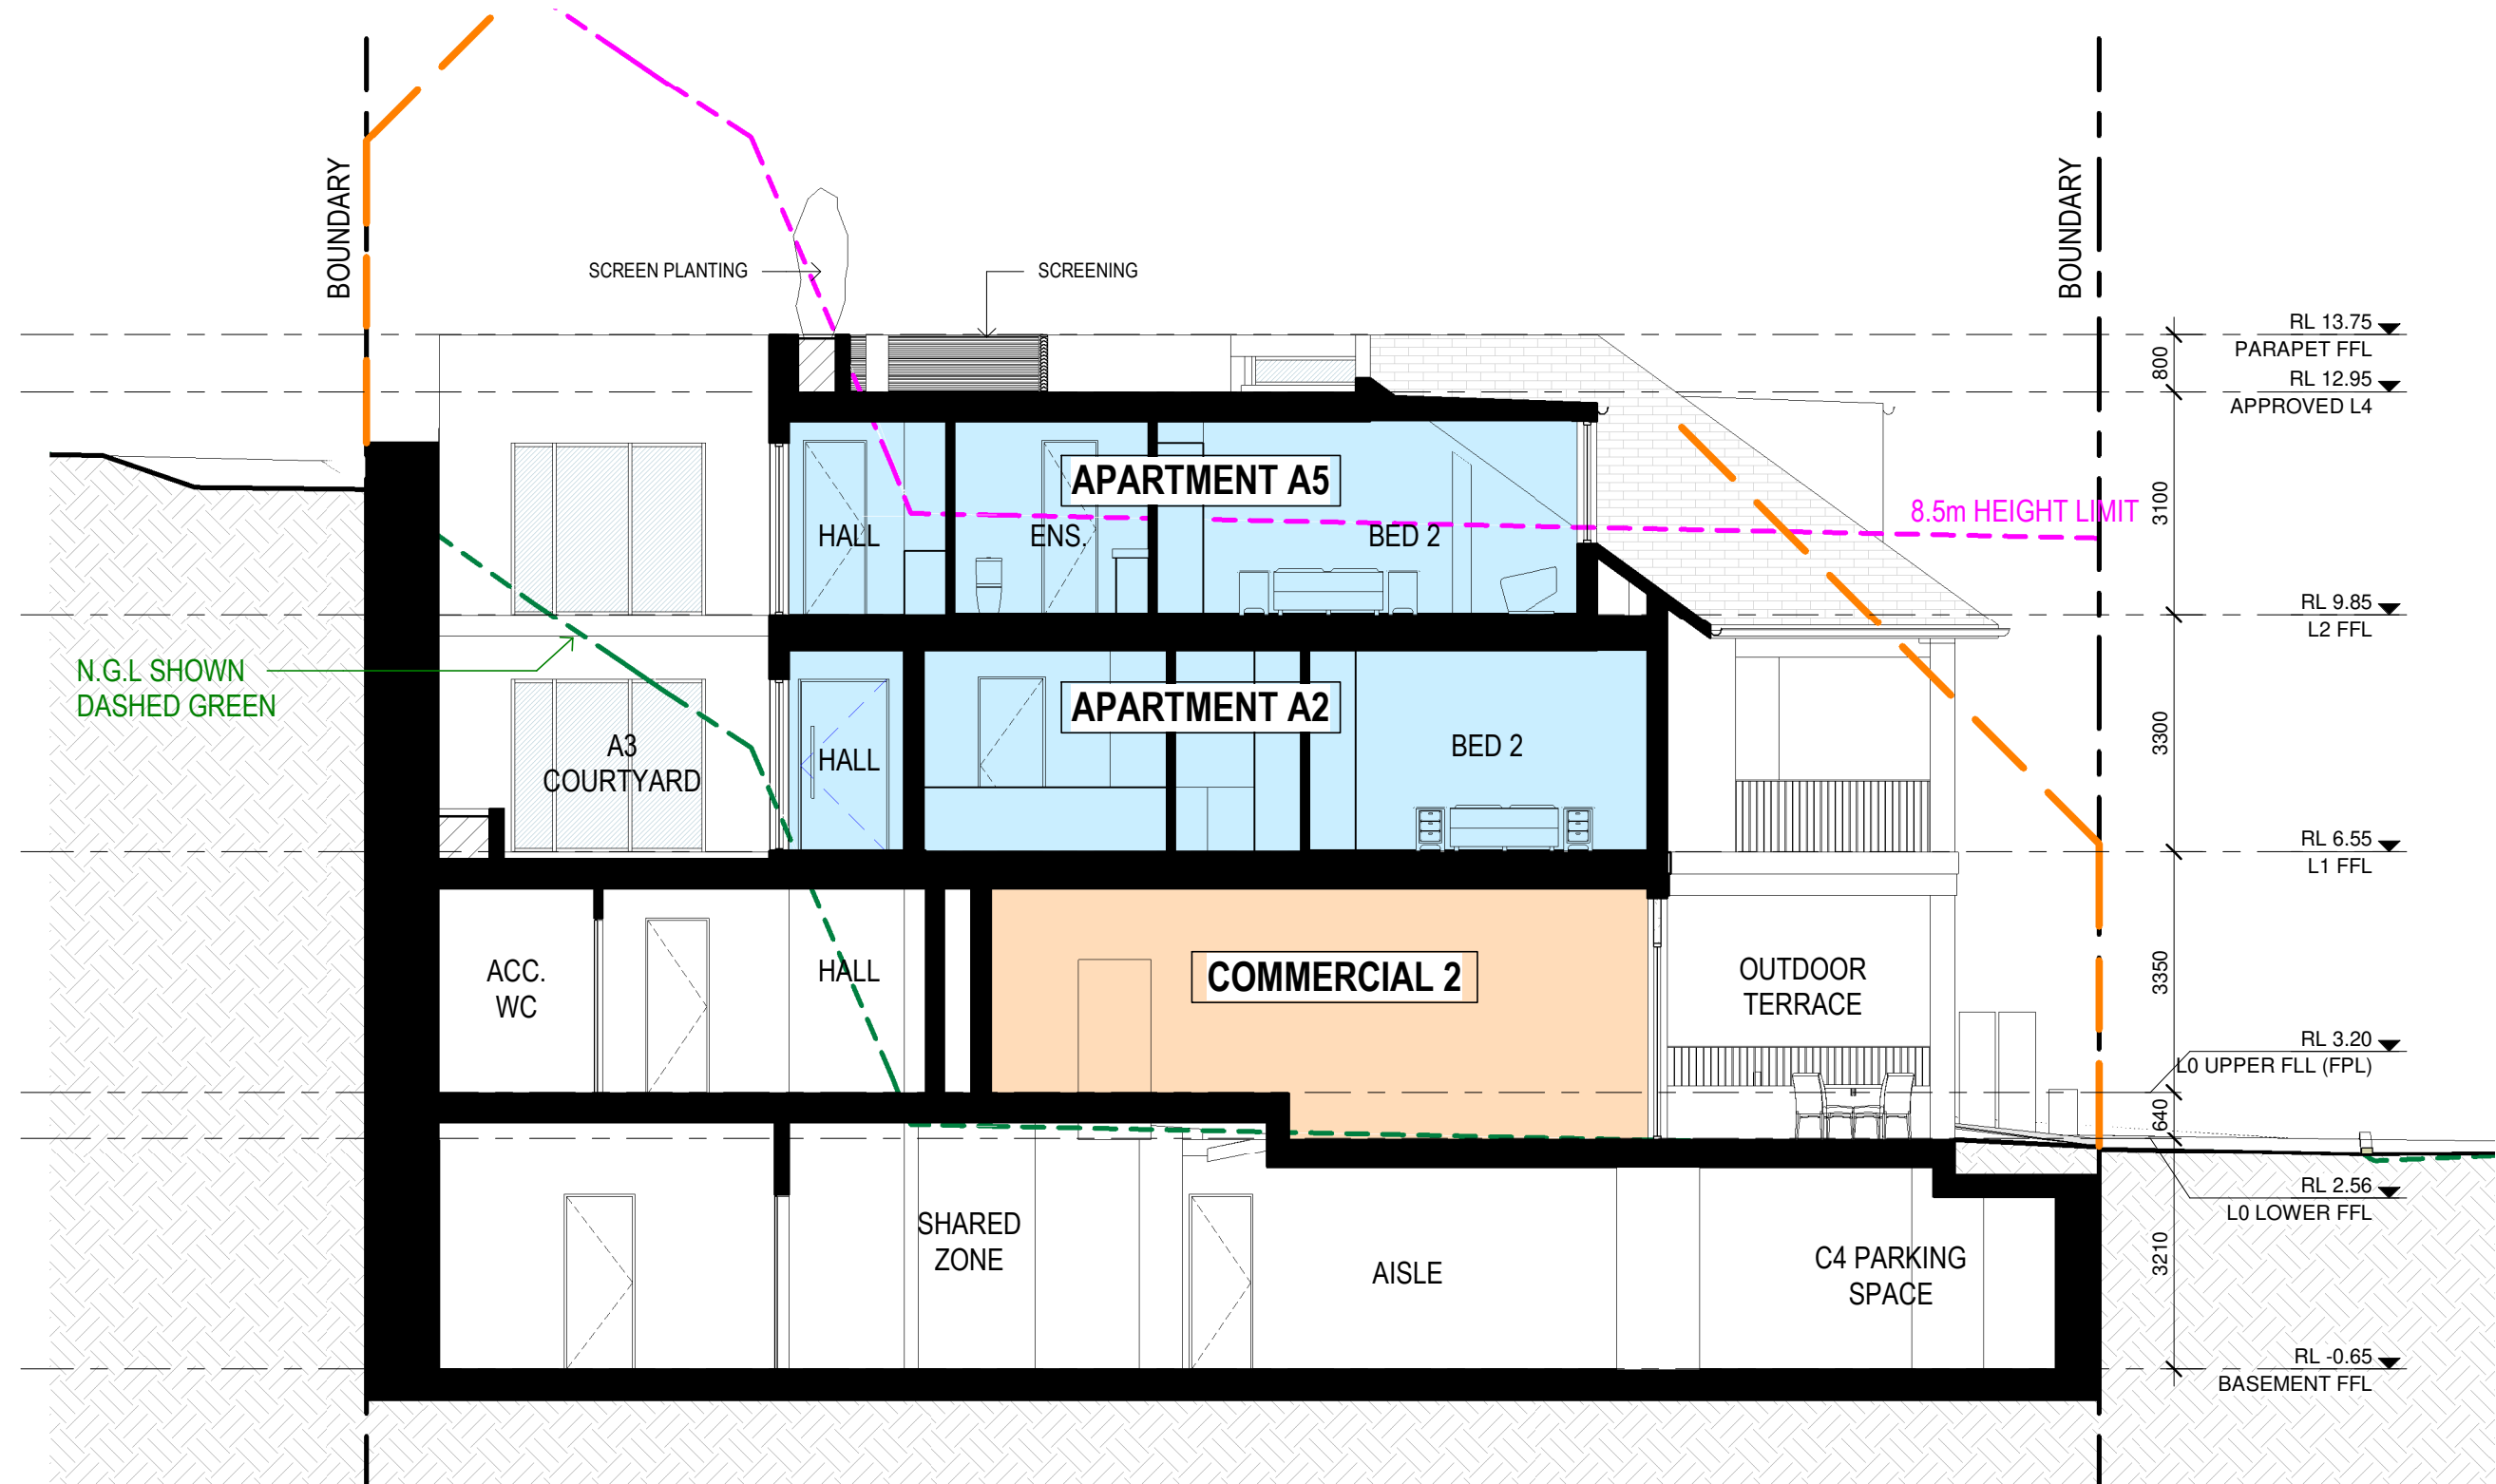 BOUNDARY
BOUNDARY
SCREEN PLANTING
SCREENING
RL 13.75
PARAPET FFL
800
RL 12.95
APPROVED L4
APARTMENT A5
8.5m HEIGHT LIMIT
3100
HALL
ENS.
BED 2
RL 9.85
L2 FFL
N.G.L SHOWN
DASHED GREEN
APARTMENT A2
A3
COURTYARD
HALL
BED 2
3300
RL 6.55
L1 FFL
ACC.
WC
HALL
COMMERCIAL 2
OUTDOOR
TERRACE
3350
RL 3.20
L0 UPPER FLL (FPL)
640
RL 2.56
L0 LOWER FFL
SHARED
ZONE
AISLE
C4 PARKING
SPACE
3210
RL -0.65
BASEMENT FFL